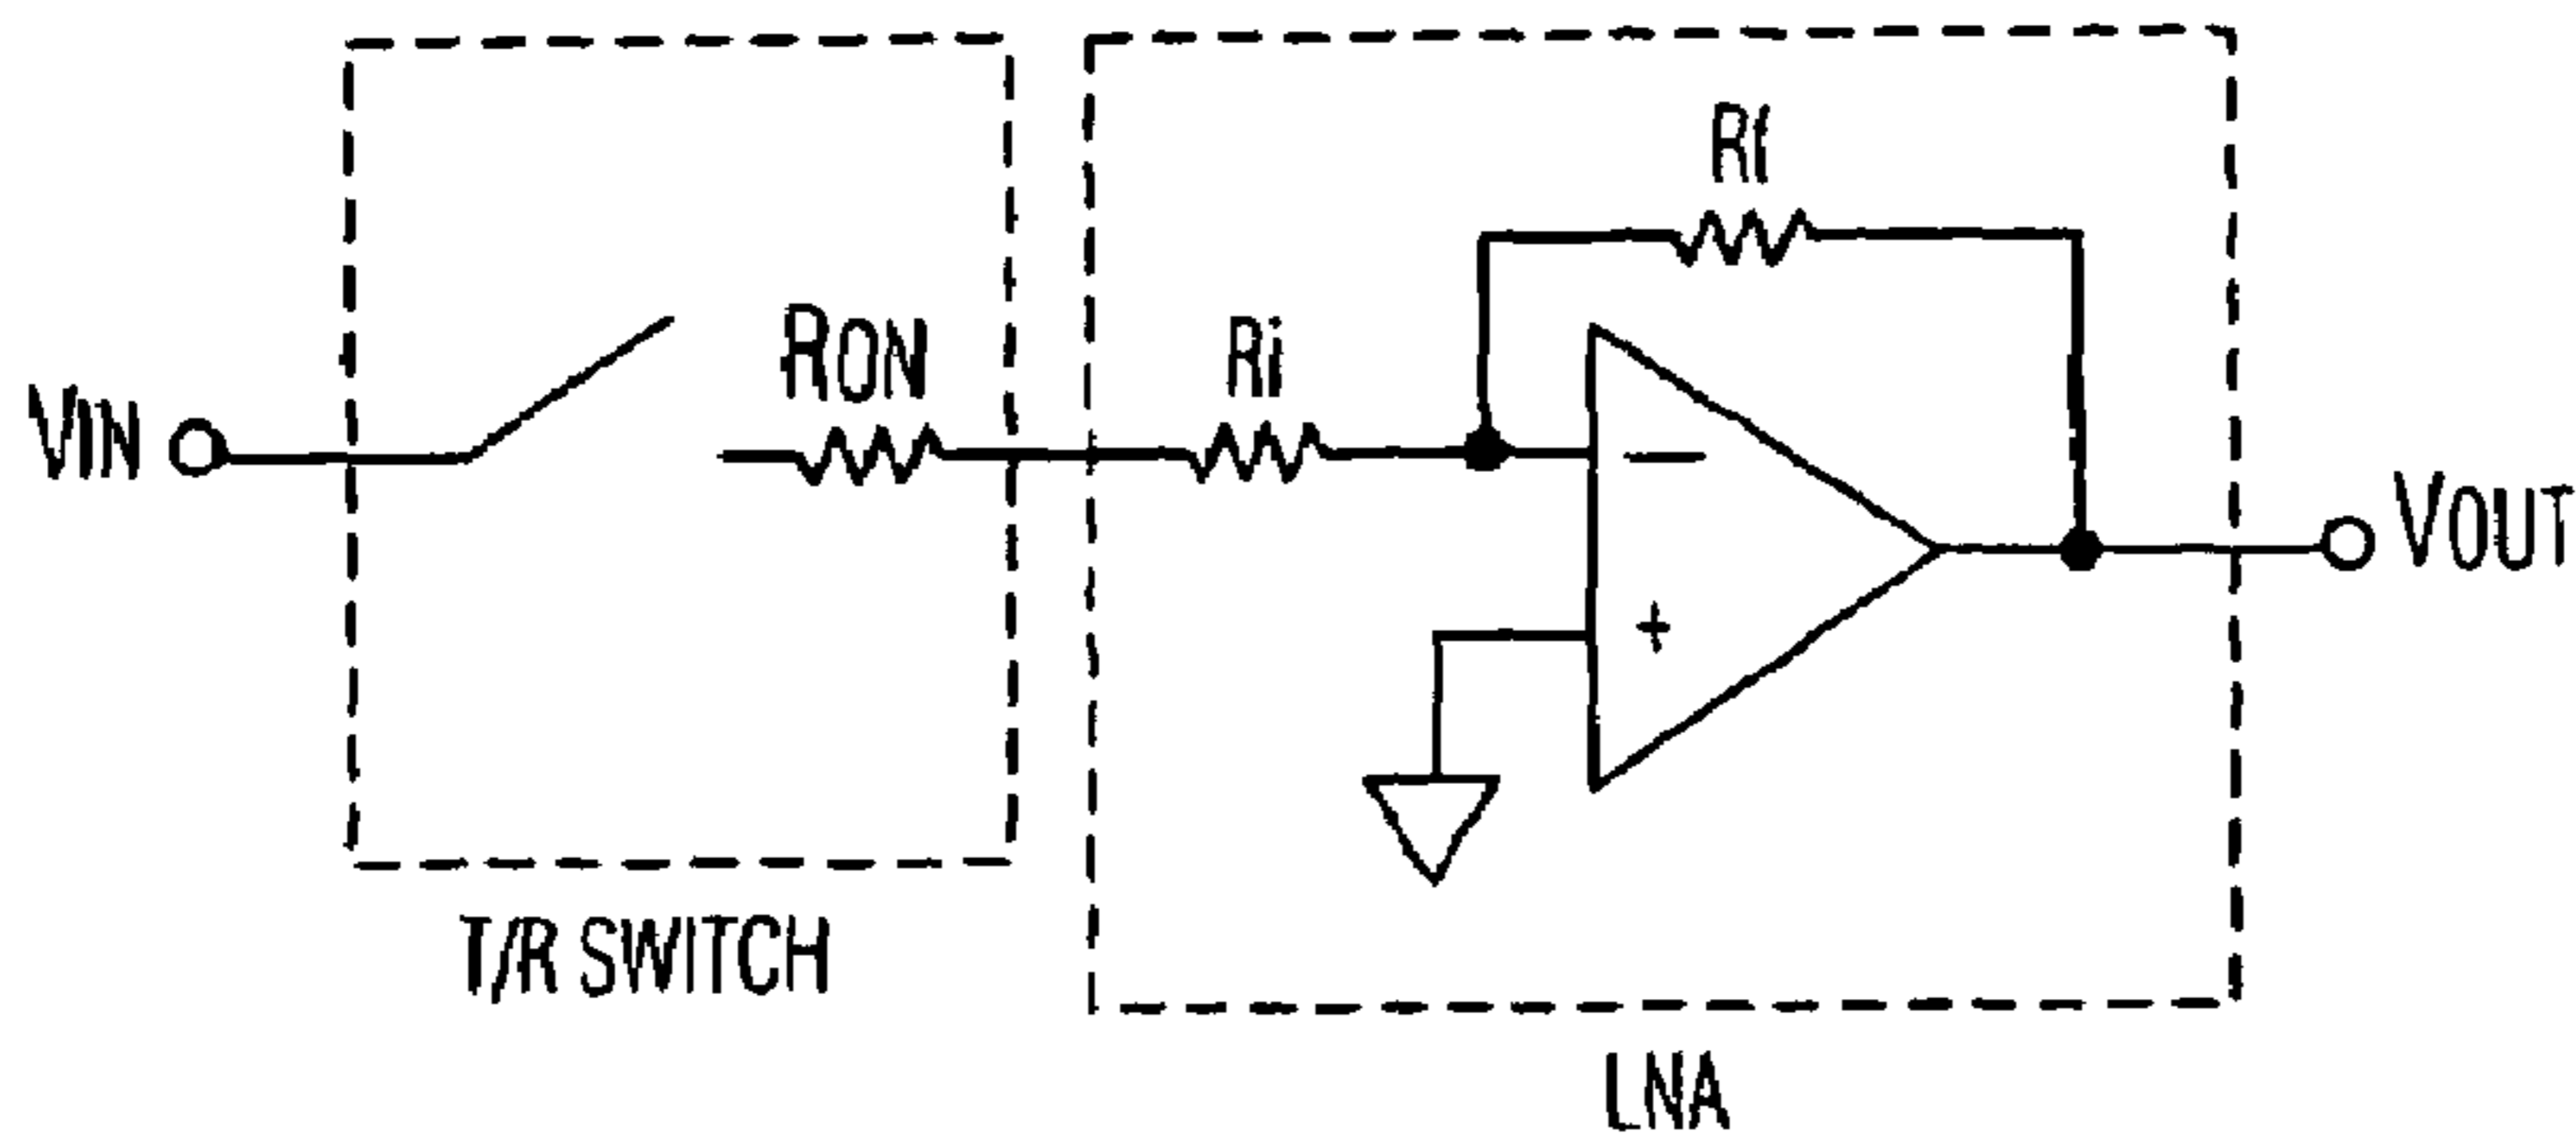 Rf
RON
Ri
VIN
−
+
VOUT
T/R SWITCH
LNA